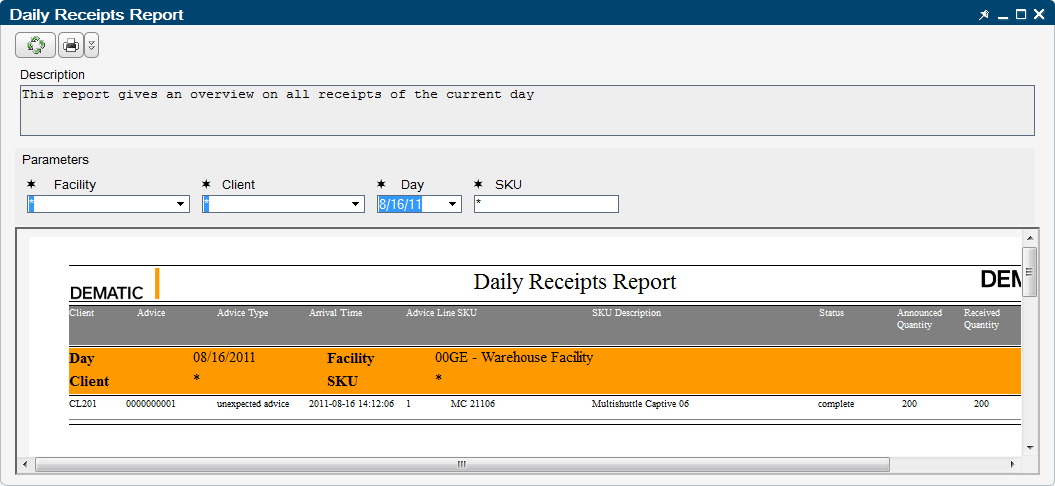 Daily Receipts Report
Description
This report gives an overview on all receipts of the current day
Parameters
✶ Facility ✶ Client ✶ Day ✶ SKU
* * 8/16/11 *
DEMATIC Daily Receipts Report DEM
Client Advice Advice Type Arrival Time Advice Line SKU SKU Description Status Announced Received
Quantity Quantity
Day 08/16/2011 Facility 00GE - Warehouse Facility
Client * SKU *
CL201 0000000001 unexpected advice 2011-08-16 14:12:06 1 MC 21106 Multishuttle Captive 06 complete 200 200